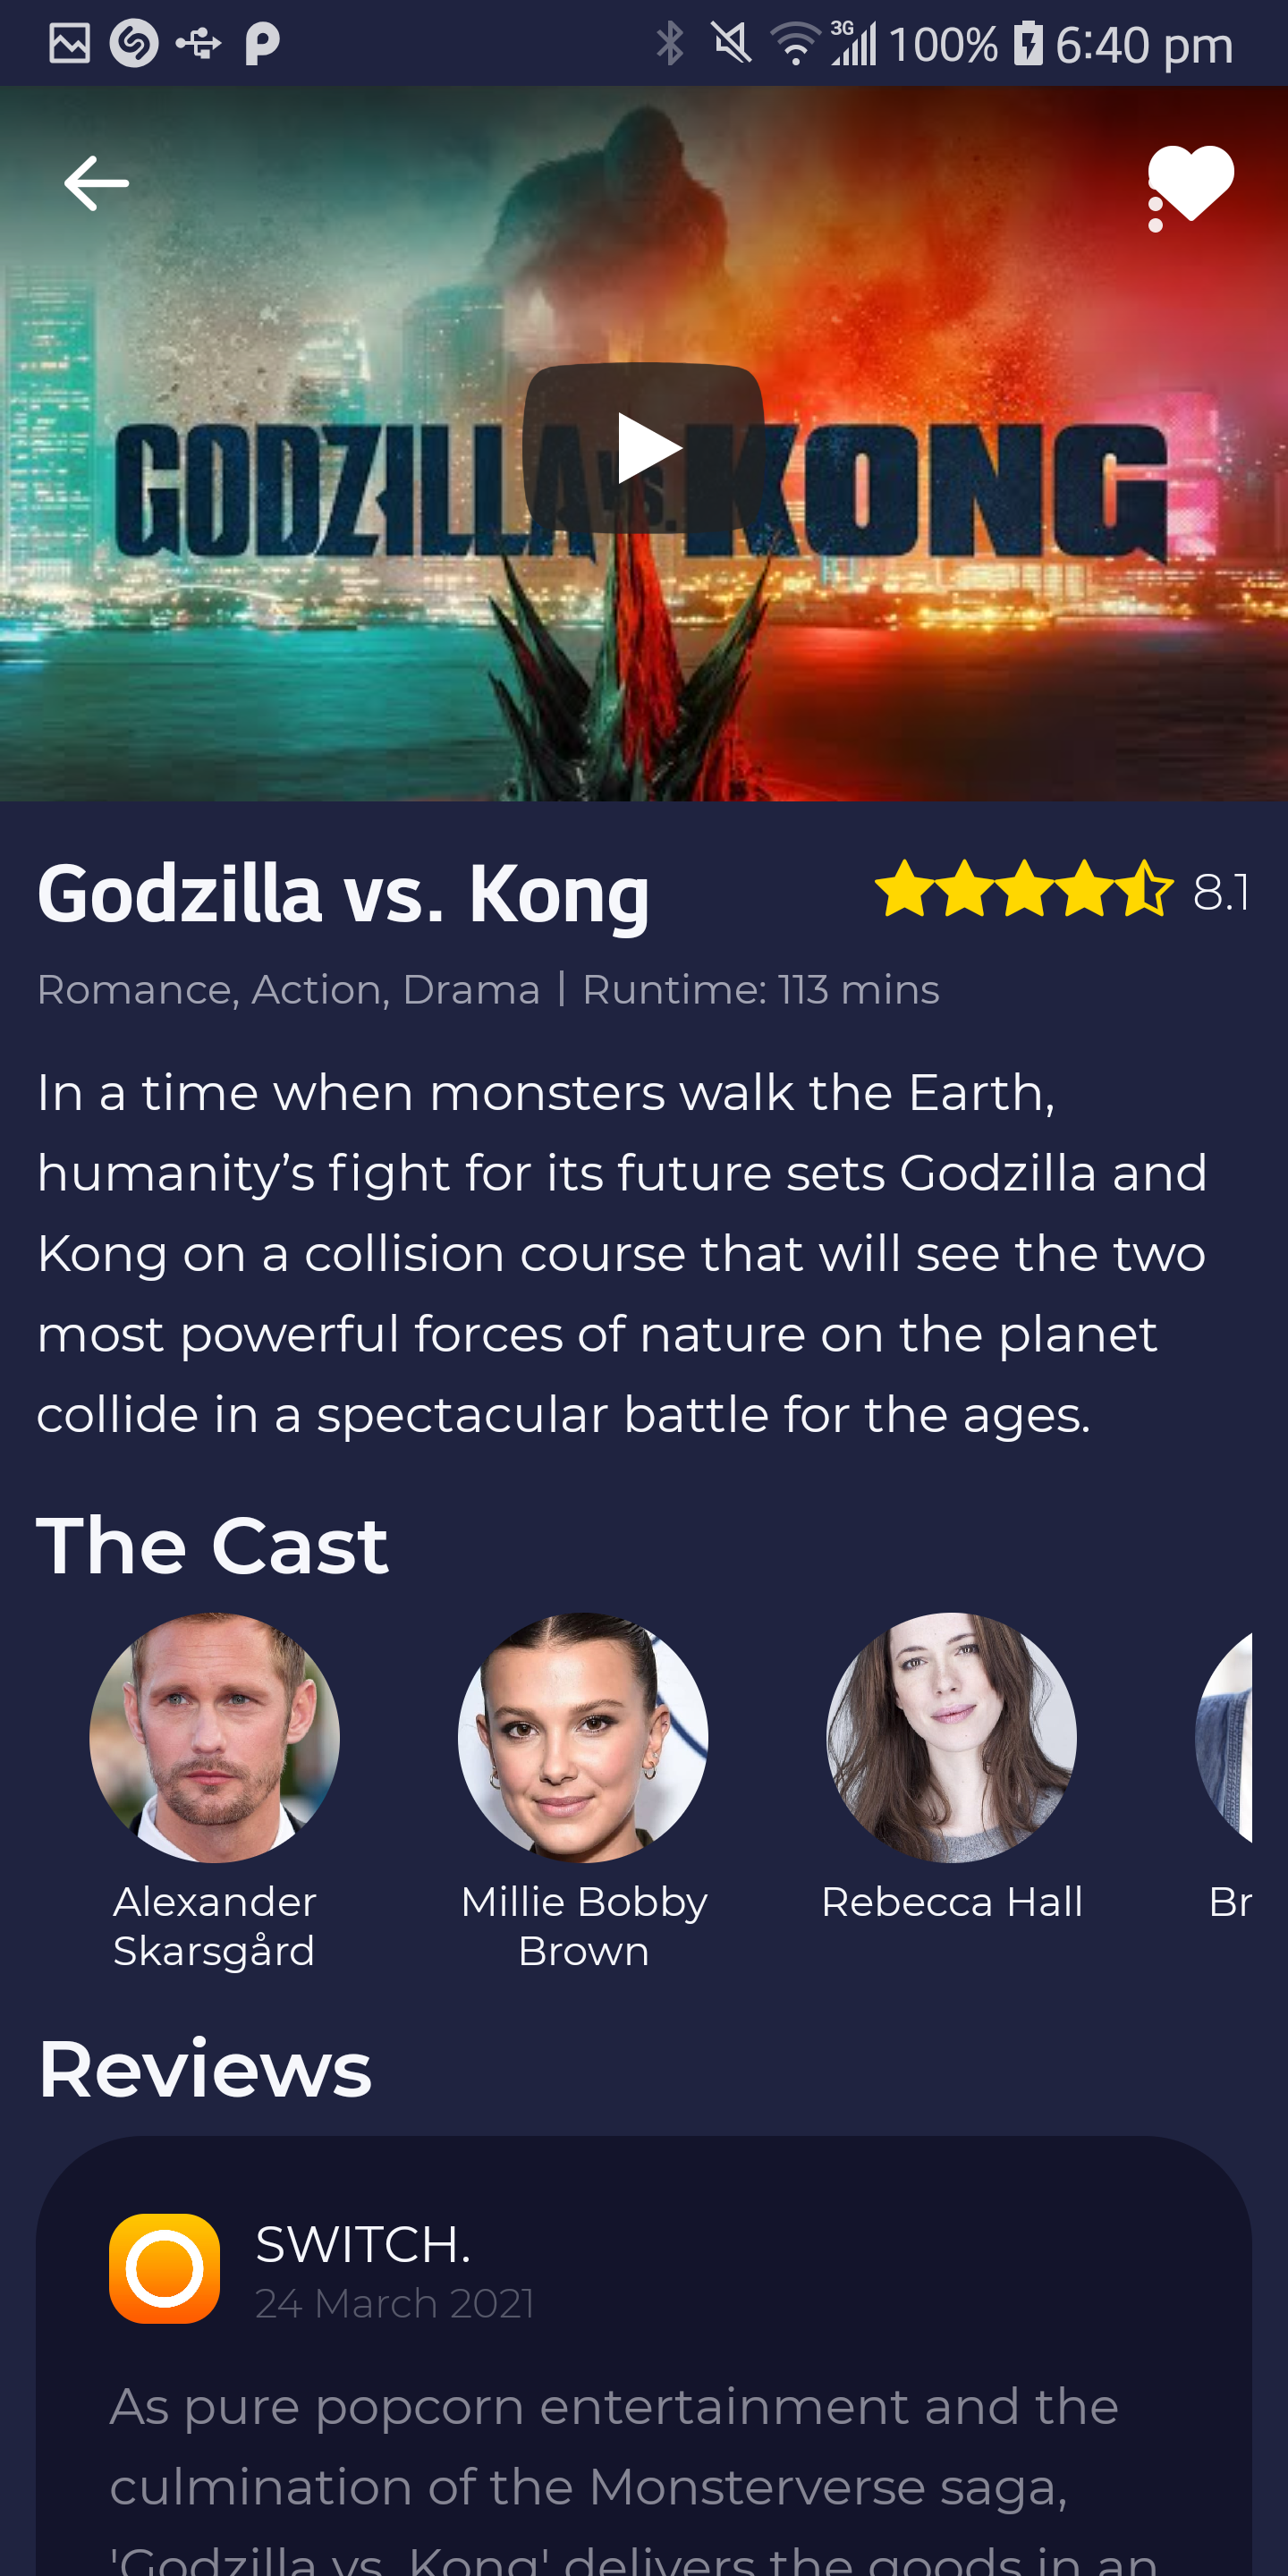 3G 100% 6:40 pm
GODZILLA VS. KONG
Godzilla vs. Kong 8.1
Romance, Action, Drama | Runtime: 113 mins
In a time when monsters walk the Earth,
humanity’s fight for its future sets Godzilla and
Kong on a collision course that will see the two
most powerful forces of nature on the planet
collide in a spectacular battle for the ages.
The Cast
Alexander
Skarsgård
Millie Bobby
Brown
Rebecca Hall
Br
Reviews
SWITCH.
24 March 2021
As pure popcorn entertainment and the
culmination of the Monsterverse saga,
'Godzilla vs. Kong' delivers the goods in an